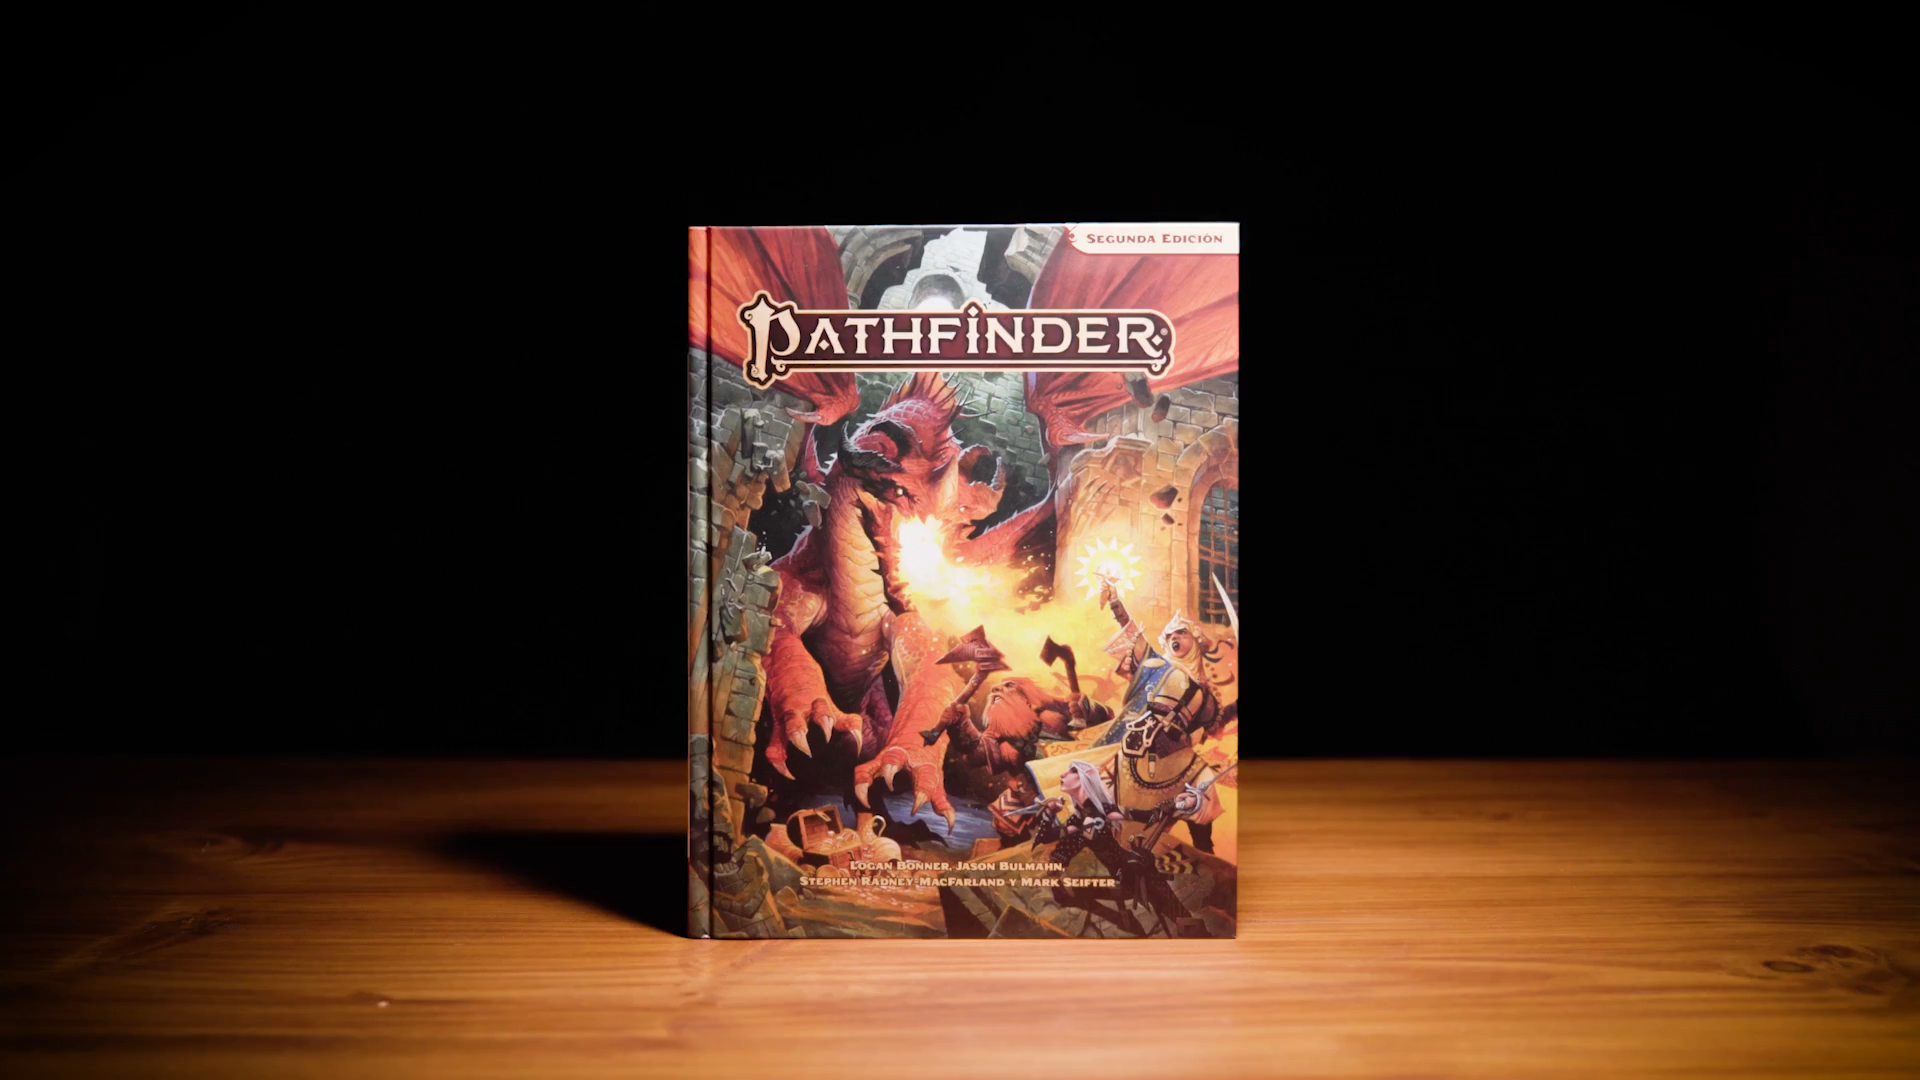 Segunda Edición
Pathfinder®
Logan Bonner, Jason Bulmahn,
Stephen Radney-MacFarland y Mark Seifter